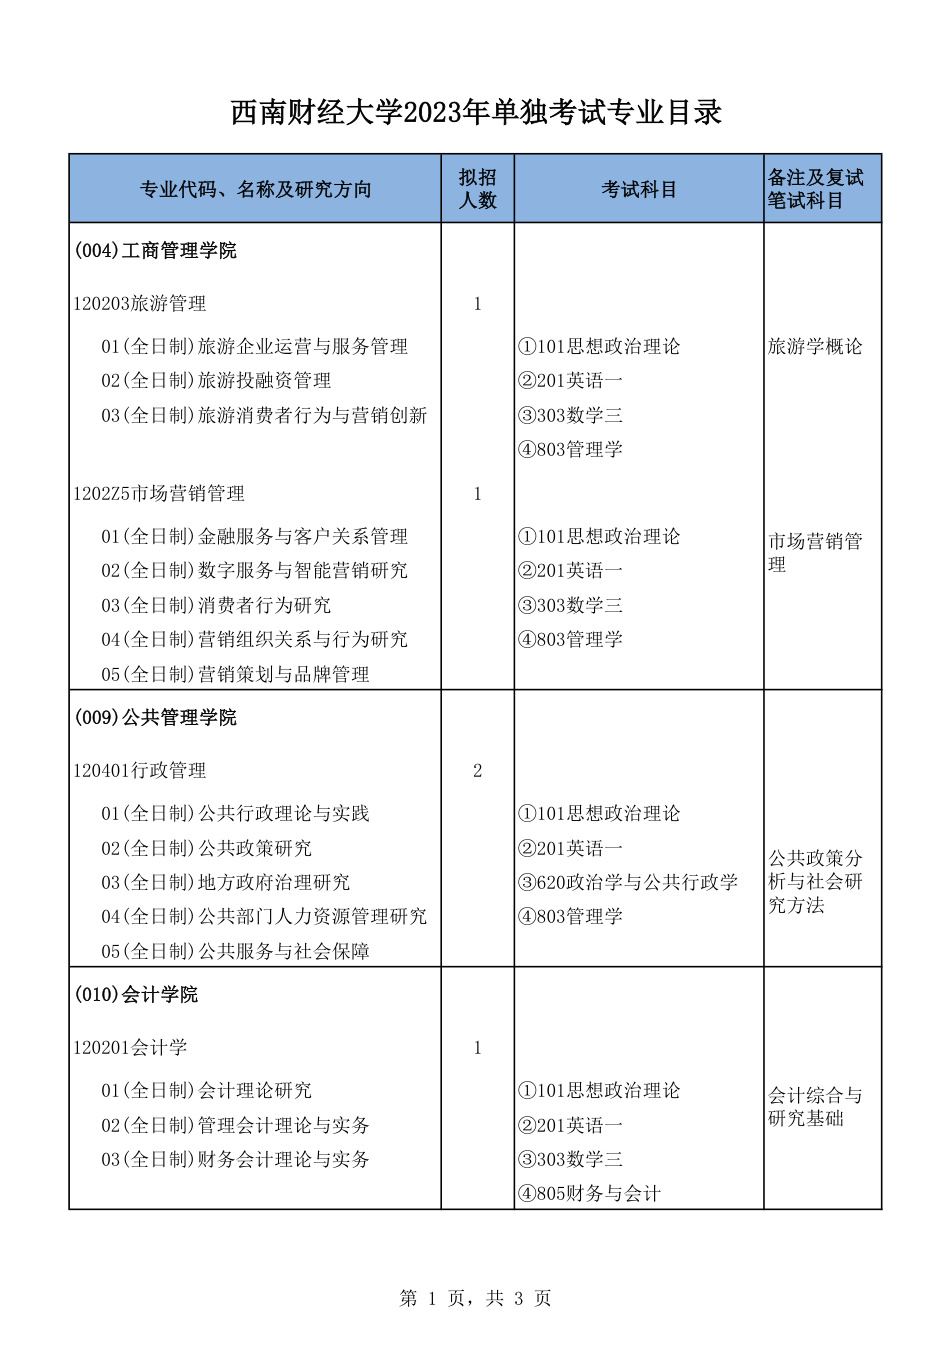 西南财经大学2023年单独考试专业目录
专业代码、名称及研究方向
拟招
人数
考试科目
备注及复试
笔试科目
(004)工商管理学院
120203旅游管理 1
01(全日制)旅游企业运营与服务管理 ①101思想政治理论 旅游学概论
02(全日制)旅游投融资管理 ②201英语一
03(全日制)旅游消费者行为与营销创新 ③303数学三
④803管理学
1202Z5市场营销管理 1
01(全日制)金融服务与客户关系管理 ①101思想政治理论
市场营销管
理
02(全日制)数字服务与智能营销研究 ②201英语一
03(全日制)消费者行为研究 ③303数学三
04(全日制)营销组织关系与行为研究 ④803管理学
05(全日制)营销策划与品牌管理
(009)公共管理学院
120401行政管理 2
01(全日制)公共行政理论与实践 ①101思想政治理论
02(全日制)公共政策研究 ②201英语一
公共政策分
析与社会研
究方法
03(全日制)地方政府治理研究 ③620政治学与公共行政学
04(全日制)公共部门人力资源管理研究 ④803管理学
05(全日制)公共服务与社会保障
(010)会计学院
120201会计学 1
01(全日制)会计理论研究 ①101思想政治理论
会计综合与
研究基础
02(全日制)管理会计理论与实务 ②201英语一
03(全日制)财务会计理论与实务 ③303数学三
④805财务与会计
第 1 页，共 3 页